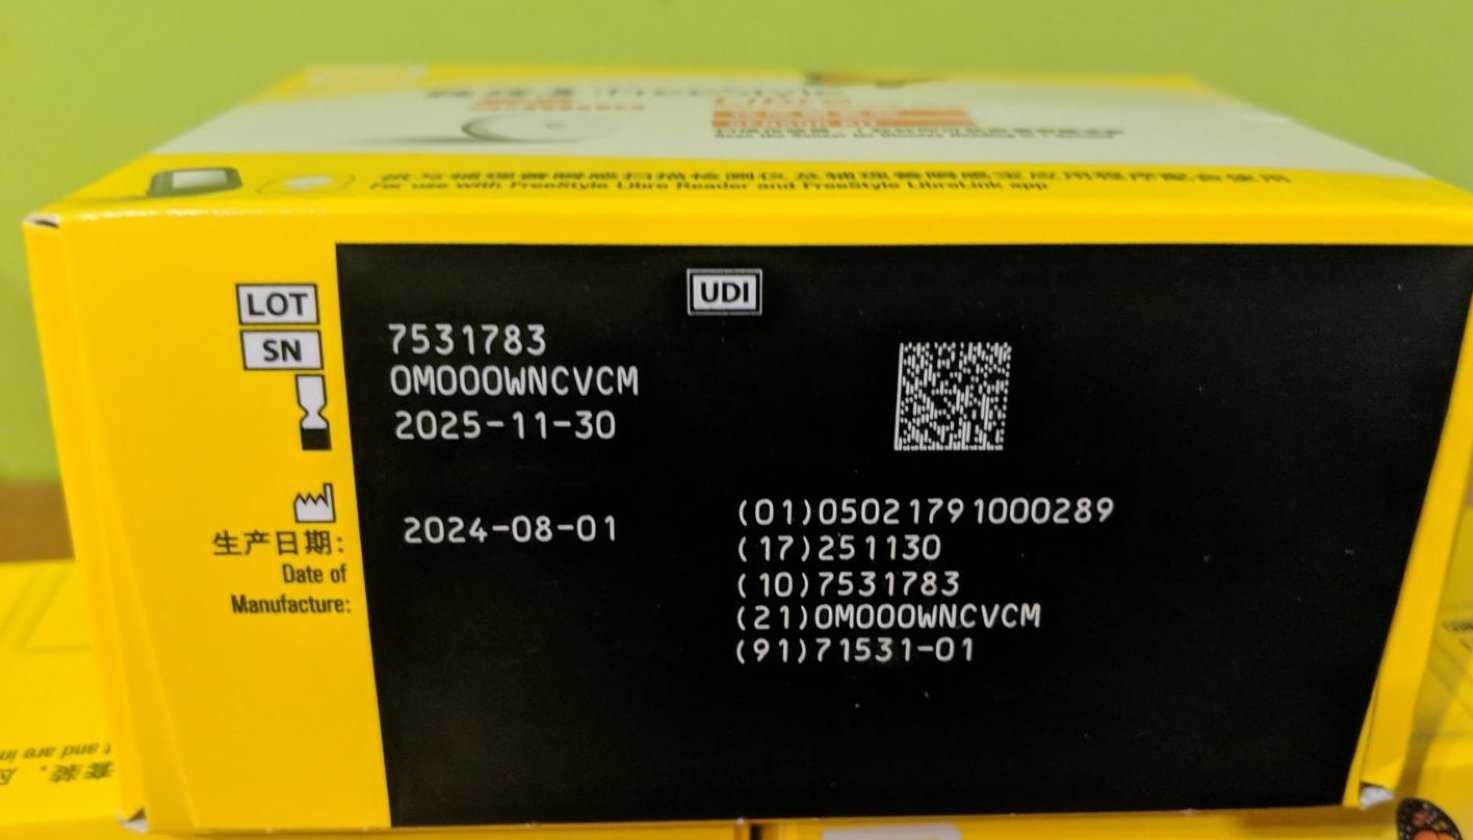 FreeStyle
Libre
For use with FreeStyle Libre Reader and FreeStyle LibreLink app
UDI
LOT
7531783
SN
0M000WNCVCM
2025-11-30
2024-08-01
生产日期:
Date of
Manufacture:
(01)05021791000289
(17)251130
(10)7531783
(21)0M000WNCVCM
(91)71531-01